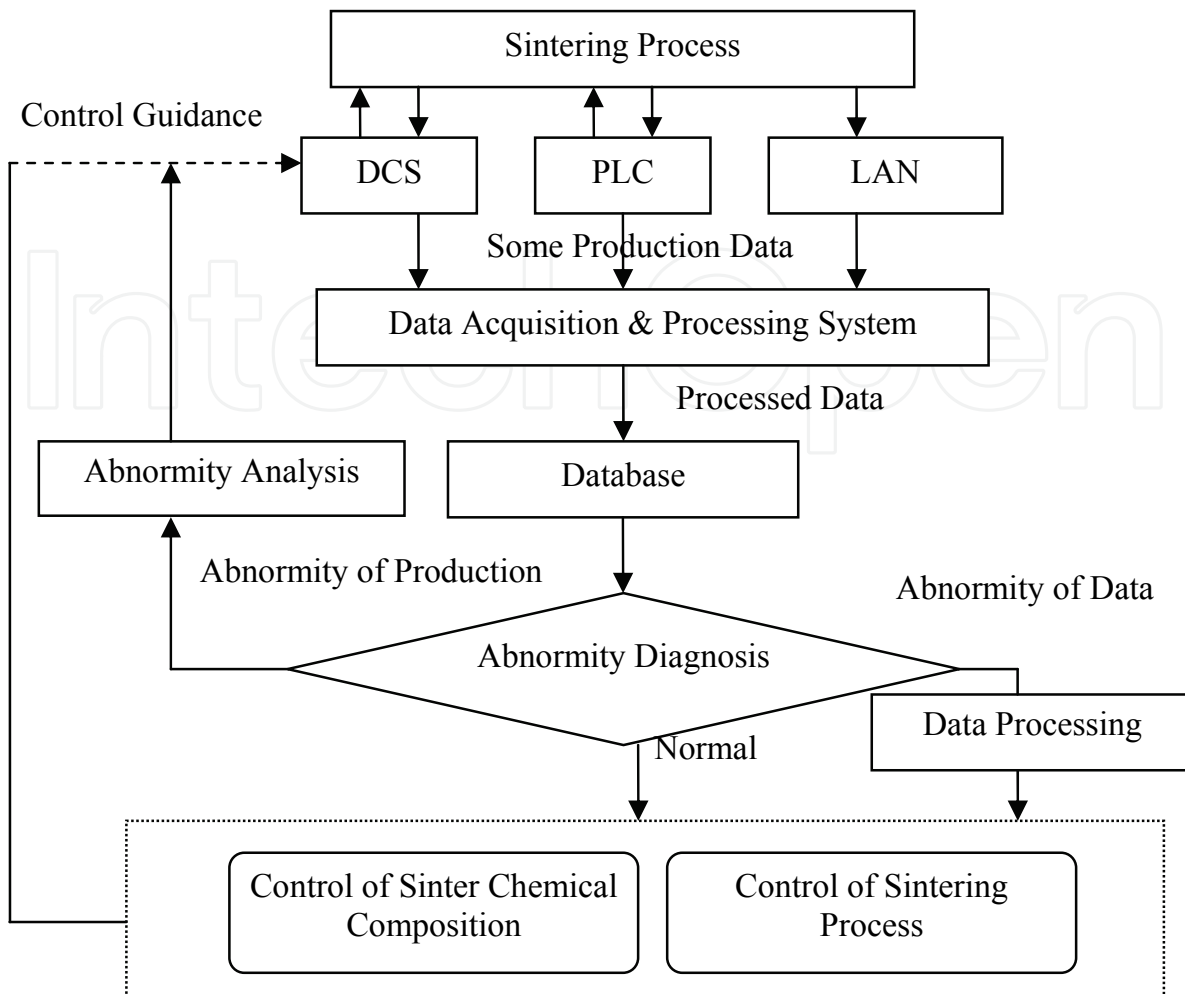 Sintering Process
Control Guidance
DCS
PLC
LAN
Some Production Data
Data Acquisition & Processing System
Processed Data
Abnormity Analysis
Database
Abnormity of Production
Abnormity of Data
Abnormity Diagnosis
Data Processing
Normal
Control of Sinter Chemical
Composition
Control of Sintering
Process
IntechOpen